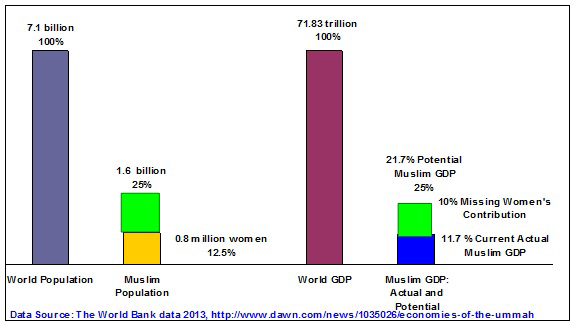 7.1 billion
100%
71.83 trillion
100%
1.6 billion
25%
21.7% Potential
Muslim GDP
25%
10% Missing Women's
Contribution
0.8 million women
12.5%
11.7 % Current Actual
Muslim GDP
World Population
Muslim
Population
World GDP
Muslim GDP:
Actual and
Potential
Data Source: The World Bank data 2013, http://www.dawn.com/news/1035026/economies-of-the-ummah